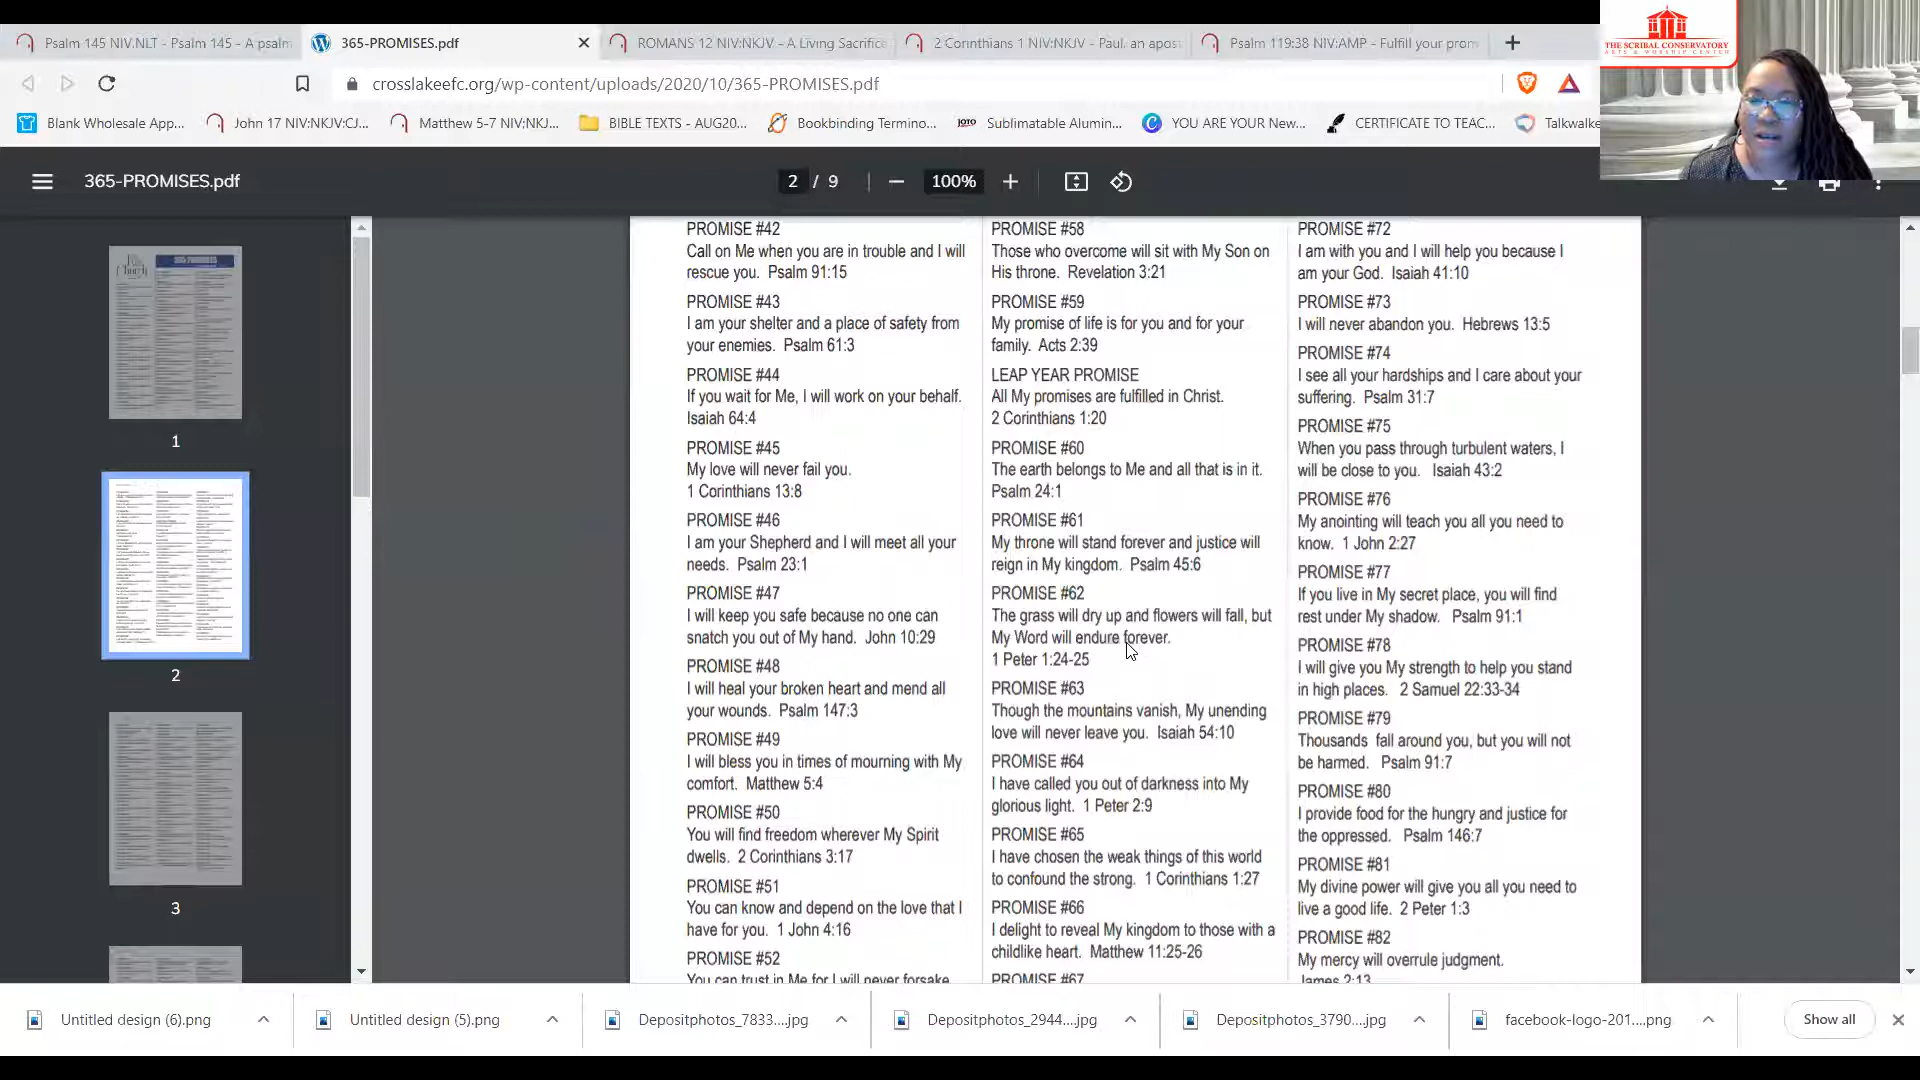 Psalm 145 NIV.NLT - Psalm 145 - A psalm
365-PROMISES.pdf
ROMANS 12 NIV:NKJV - A Living Sacrifice
2 Corinthians 1 NIV:NKJV - Paul, an apost
Psalm 119:38 NIV:AMP - Fulfill your prom
THE SCRIBAL CONSERVATORY
ARTS & WORSHIP CENTER
crosslakeefc.org/wp-content/uploads/2020/10/365-PROMISES.pdf
Blank Wholesale App...
John 17 NIV:NKJV:CJ...
Matthew 5-7 NIV;NKJ...
BIBLE TEXTS - AUG20...
Bookbinding Termino...
JOTO
Sublimatable Alumin...
YOU ARE YOUR New...
CERTIFICATE TO TEAC...
Talkwalke
365-PROMISES.pdf
2 / 9
100%
1
2
3
PROMISE #42
Call on Me when you are in trouble and I will
rescue you. Psalm 91:15
PROMISE #43
I am your shelter and a place of safety from
your enemies. Psalm 61:3
PROMISE #44
If you wait for Me, I will work on your behalf.
Isaiah 64:4
PROMISE #45
My love will never fail you.
1 Corinthians 13:8
PROMISE #46
I am your Shepherd and I will meet all your
needs. Psalm 23:1
PROMISE #47
I will keep you safe because no one can
snatch you out of My hand. John 10:29
PROMISE #48
I will heal your broken heart and mend all
your wounds. Psalm 147:3
PROMISE #49
I will bless you in times of mourning with My
comfort. Matthew 5:4
PROMISE #50
You will find freedom wherever My Spirit
dwells. 2 Corinthians 3:17
PROMISE #51
You can know and depend on the love that I
have for you. 1 John 4:16
PROMISE #52
You can trust in Me for I will never forsake
PROMISE #58
Those who overcome will sit with My Son on
His throne. Revelation 3:21
PROMISE #59
My promise of life is for you and for your
family. Acts 2:39
LEAP YEAR PROMISE
All My promises are fulfilled in Christ.
2 Corinthians 1:20
PROMISE #60
The earth belongs to Me and all that is in it.
Psalm 24:1
PROMISE #61
My throne will stand forever and justice will
reign in My kingdom. Psalm 45:6
PROMISE #62
The grass will dry up and flowers will fall, but
My Word will endure forever.
1 Peter 1:24-25
PROMISE #63
Though the mountains vanish, My unending
love will never leave you. Isaiah 54:10
PROMISE #64
I have called you out of darkness into My
glorious light. 1 Peter 2:9
PROMISE #65
I have chosen the weak things of this world
to confound the strong. 1 Corinthians 1:27
PROMISE #66
I delight to reveal My kingdom to those with a
childlike heart. Matthew 11:25-26
PROMISE #67
PROMISE #72
I am with you and I will help you because I
am your God. Isaiah 41:10
PROMISE #73
I will never abandon you. Hebrews 13:5
PROMISE #74
I see all your hardships and I care about your
suffering. Psalm 31:7
PROMISE #75
When you pass through turbulent waters, I
will be close to you. Isaiah 43:2
PROMISE #76
My anointing will teach you all you need to
know. 1 John 2:27
PROMISE #77
If you live in My secret place, you will find
rest under My shadow. Psalm 91:1
PROMISE #78
I will give you My strength to help you stand
in high places. 2 Samuel 22:33-34
PROMISE #79
Thousands fall around you, but you will not
be harmed. Psalm 91:7
PROMISE #80
I provide food for the hungry and justice for
the oppressed. Psalm 146:7
PROMISE #81
My divine power will give you all you need to
live a good life. 2 Peter 1:3
PROMISE #82
My mercy will overrule judgment.
James 2:13
Untitled design (6).png
Untitled design (5).png
Depositphotos_7833....jpg
Depositphotos_2944....jpg
Depositphotos_3790....jpg
facebook-logo-201....png
Show all